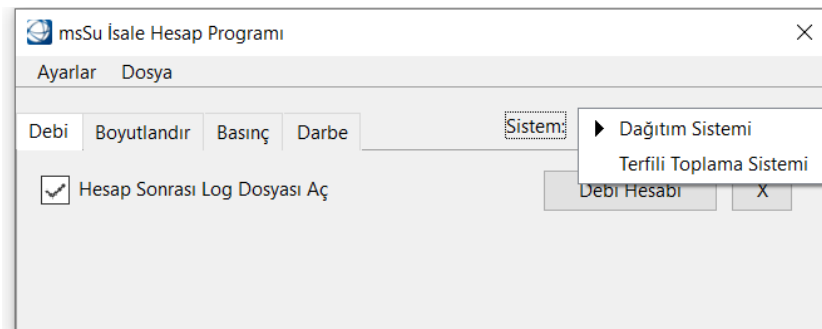 msSu İsale Hesap Programı
Ayarlar Dosya
Debi Boyutlandır Basınç Darbe Sistem: Dağıtım Sistemi
Terfili Toplama Sistemi
Hesap Sonrası Log Dosyası Aç Debi Hesabı X